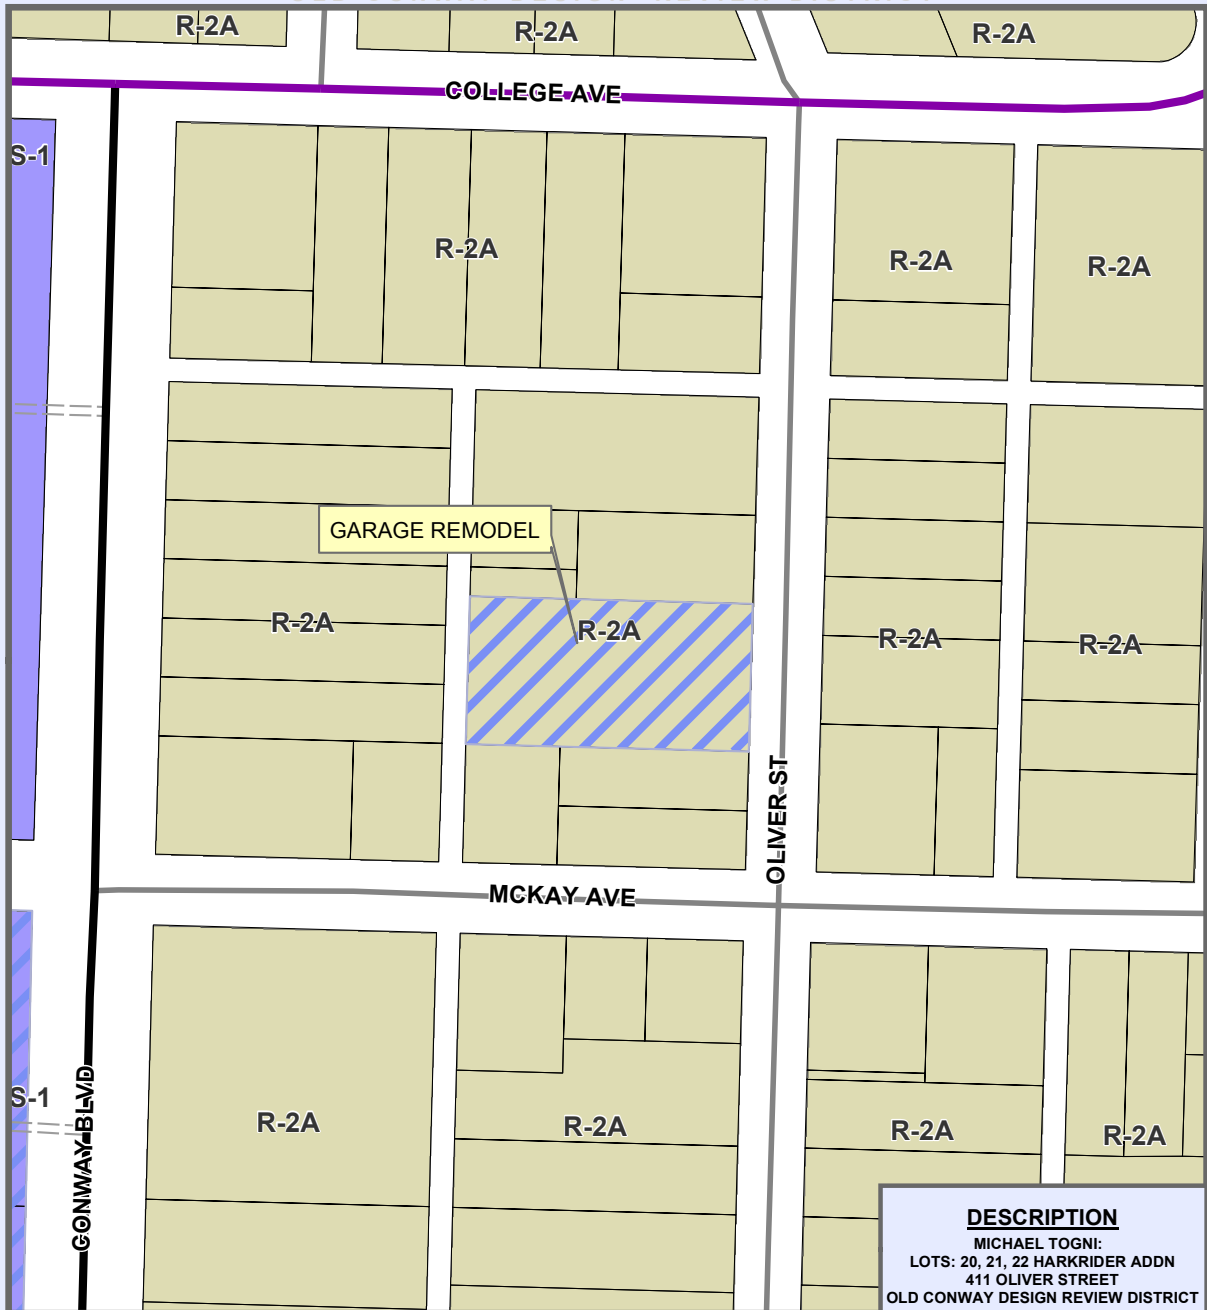 R-2A
R-2A
R-2A
COLLEGE AVE
S-1
R-2A
R-2A
R-2A
GARAGE REMODEL
R-2A
R-2A
R-2A
R-2A
OLIVER ST
MCKAY AVE
CONWAY BLVD
S-1
R-2A
R-2A
R-2A
R-2A
DESCRIPTION
MICHAEL TOGNI:
LOTS: 20, 21, 22 HARKRIDER ADDN
411 OLIVER STREET
OLD CONWAY DESIGN REVIEW DISTRICT